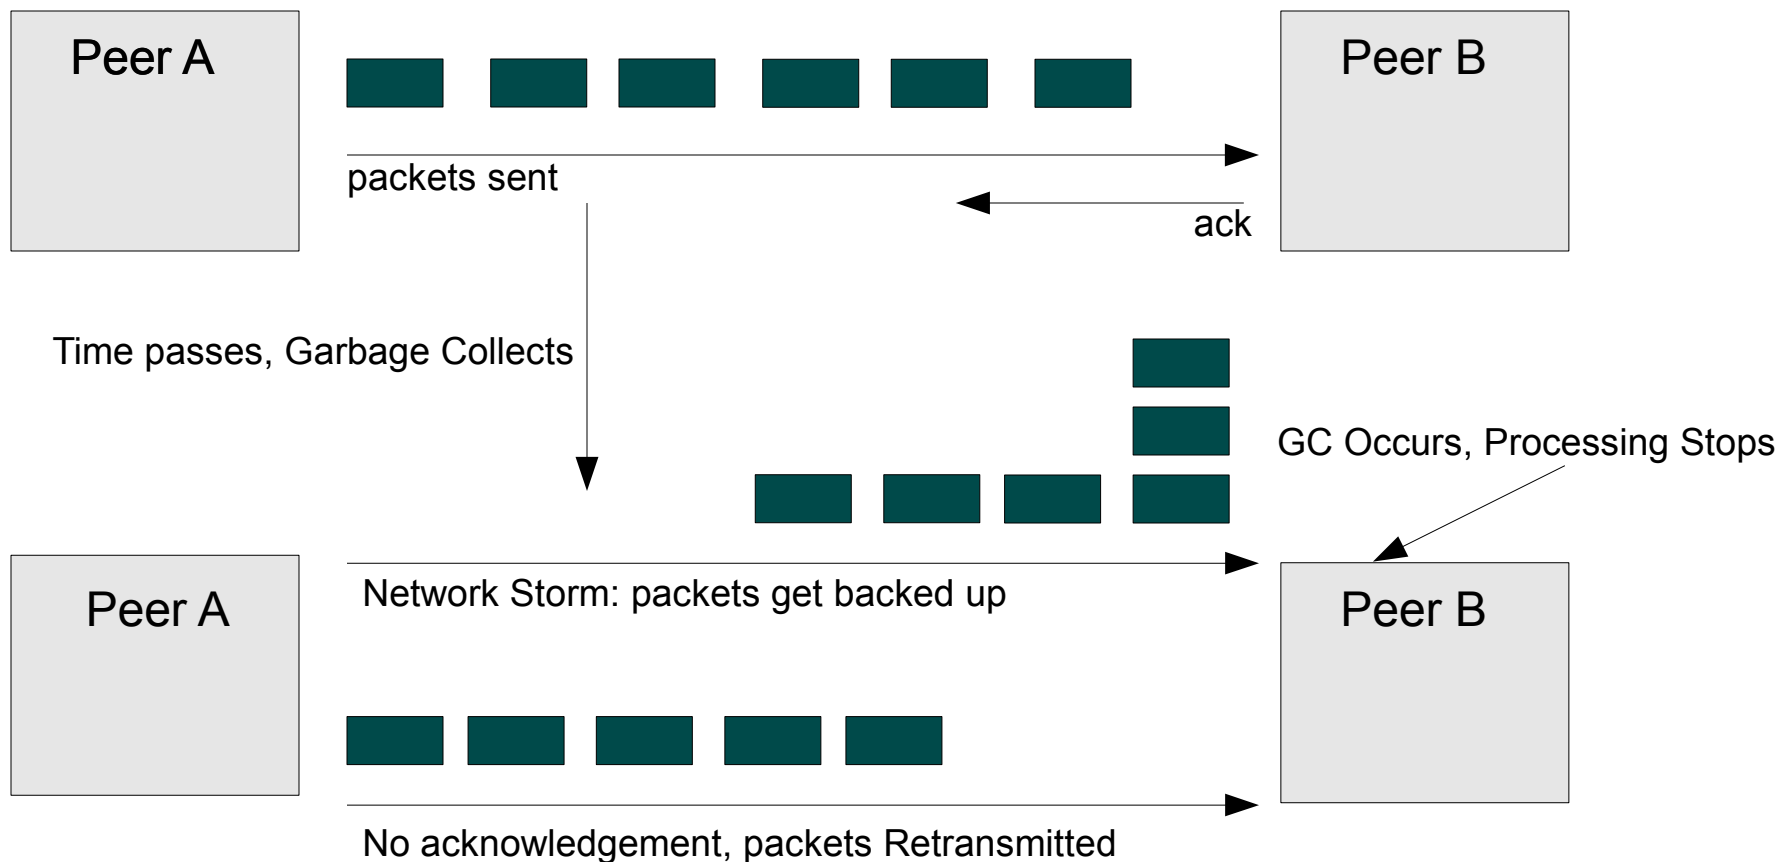 Peer A
Peer B
packets sent
ack
Time passes, Garbage Collects
GC Occurs, Processing Stops
Network Storm: packets get backed up
Peer A
Peer B
No acknowledgement, packets Retransmitted